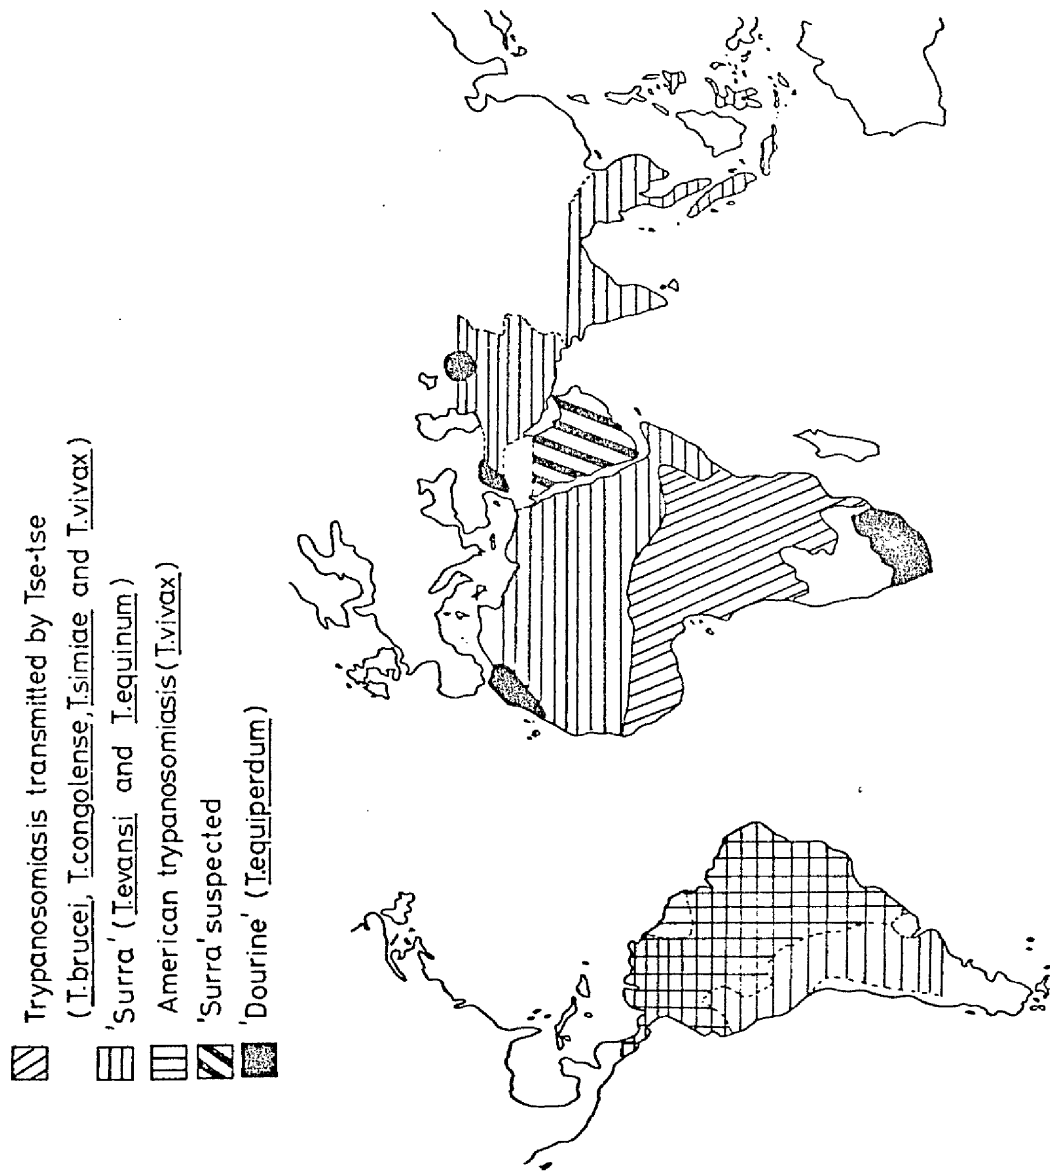 Trypanosomiasis transmitted by Tse-tse
(T.brucei, T.congolense, T.simiae and T.vivax)
'Surra' (T.evansi and T.equinum)
American trypanosomiasis (T.vivax)
'Surra' suspected
'Dourine' (T.equiperdum)